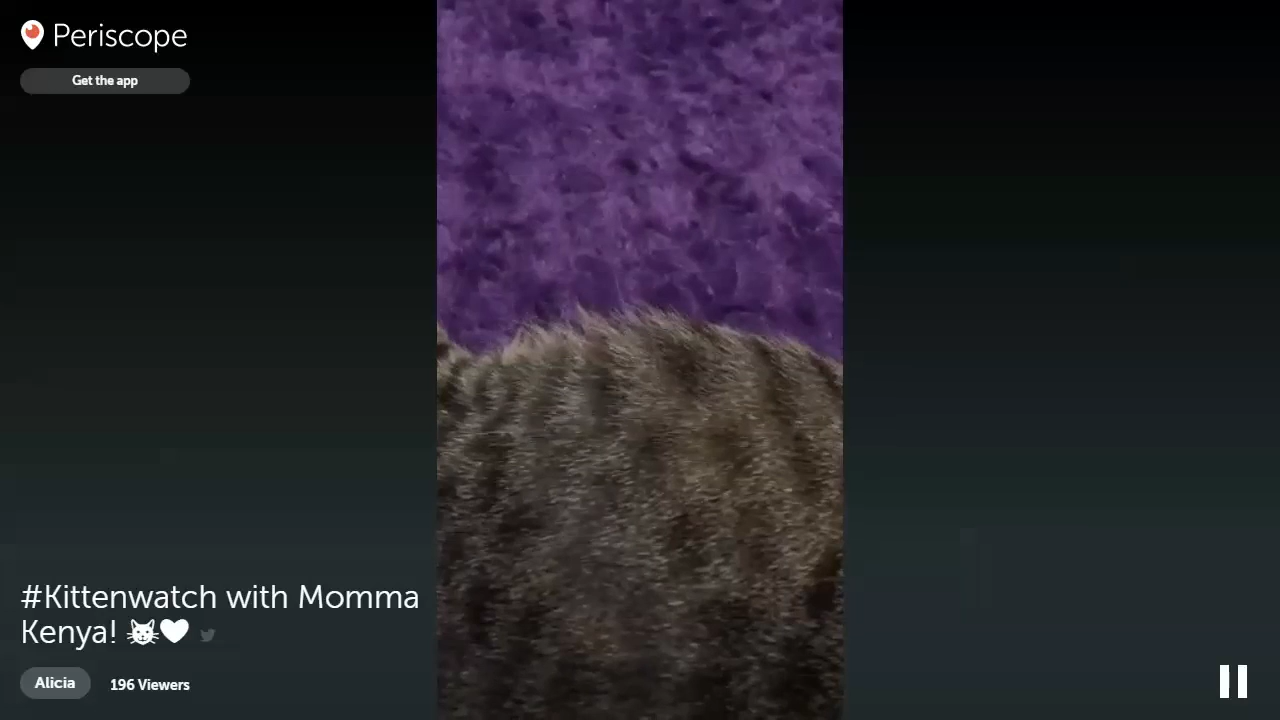 Periscope
Get the app
#Kittenwatch with Momma
Kenya! 😺🤍
Alicia
196 Viewers